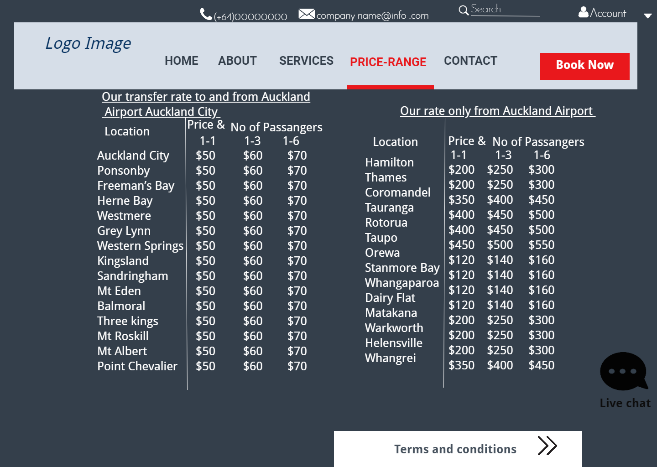 (+64)00000000 company name@info .com Search Account
Logo Image
HOME ABOUT SERVICES PRICE-RANGE CONTACT Book Now
Our transfer rate to and from Auckland
Airport Auckland City
Location Price & No of Passangers
1-1 1-3 1-6
Auckland City $50 $60 $70
Ponsonby $50 $60 $70
Freeman's Bay $50 $60 $70
Herne Bay $50 $60 $70
Westmere $50 $60 $70
Grey Lynn $50 $60 $70
Western Springs $50 $60 $70
Kingsland $50 $60 $70
Sandringham $50 $60 $70
Mt Eden $50 $60 $70
Balmoral $50 $60 $70
Three kings $50 $60 $70
Mt Roskill $50 $60 $70
Mt Albert $50 $60 $70
Point Chevalier $50 $60 $70
Our rate only from Auckland Airport
Location Price & No of Passangers
1-1 1-3 1-6
Hamilton $200 $250 $300
Thames $200 $250 $300
Coromandel $350 $400 $450
Tauranga $400 $450 $500
Rotorua $400 $450 $500
Taupo $450 $500 $550
Orewa $120 $140 $160
Stanmore Bay $120 $140 $160
Whangaparoa $120 $140 $160
Dairy Flat $120 $140 $160
Matakana $200 $250 $300
Warkworth $200 $250 $300
Helensville $200 $250 $300
Whangrei $350 $400 $450
Live chat
Terms and conditions